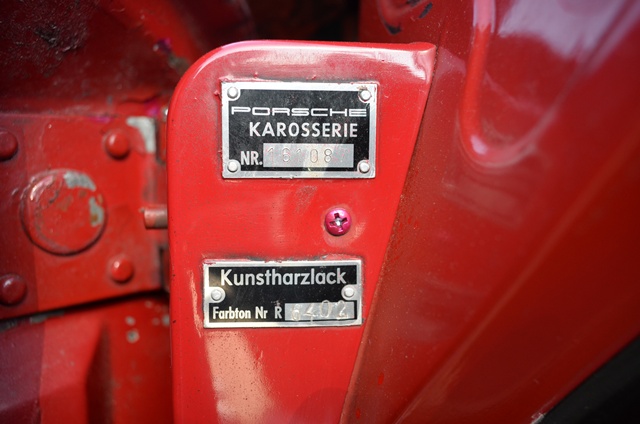 PORSCHE
KAROSSERIE
NR.
Kunstharzlack
Farbton Nr R